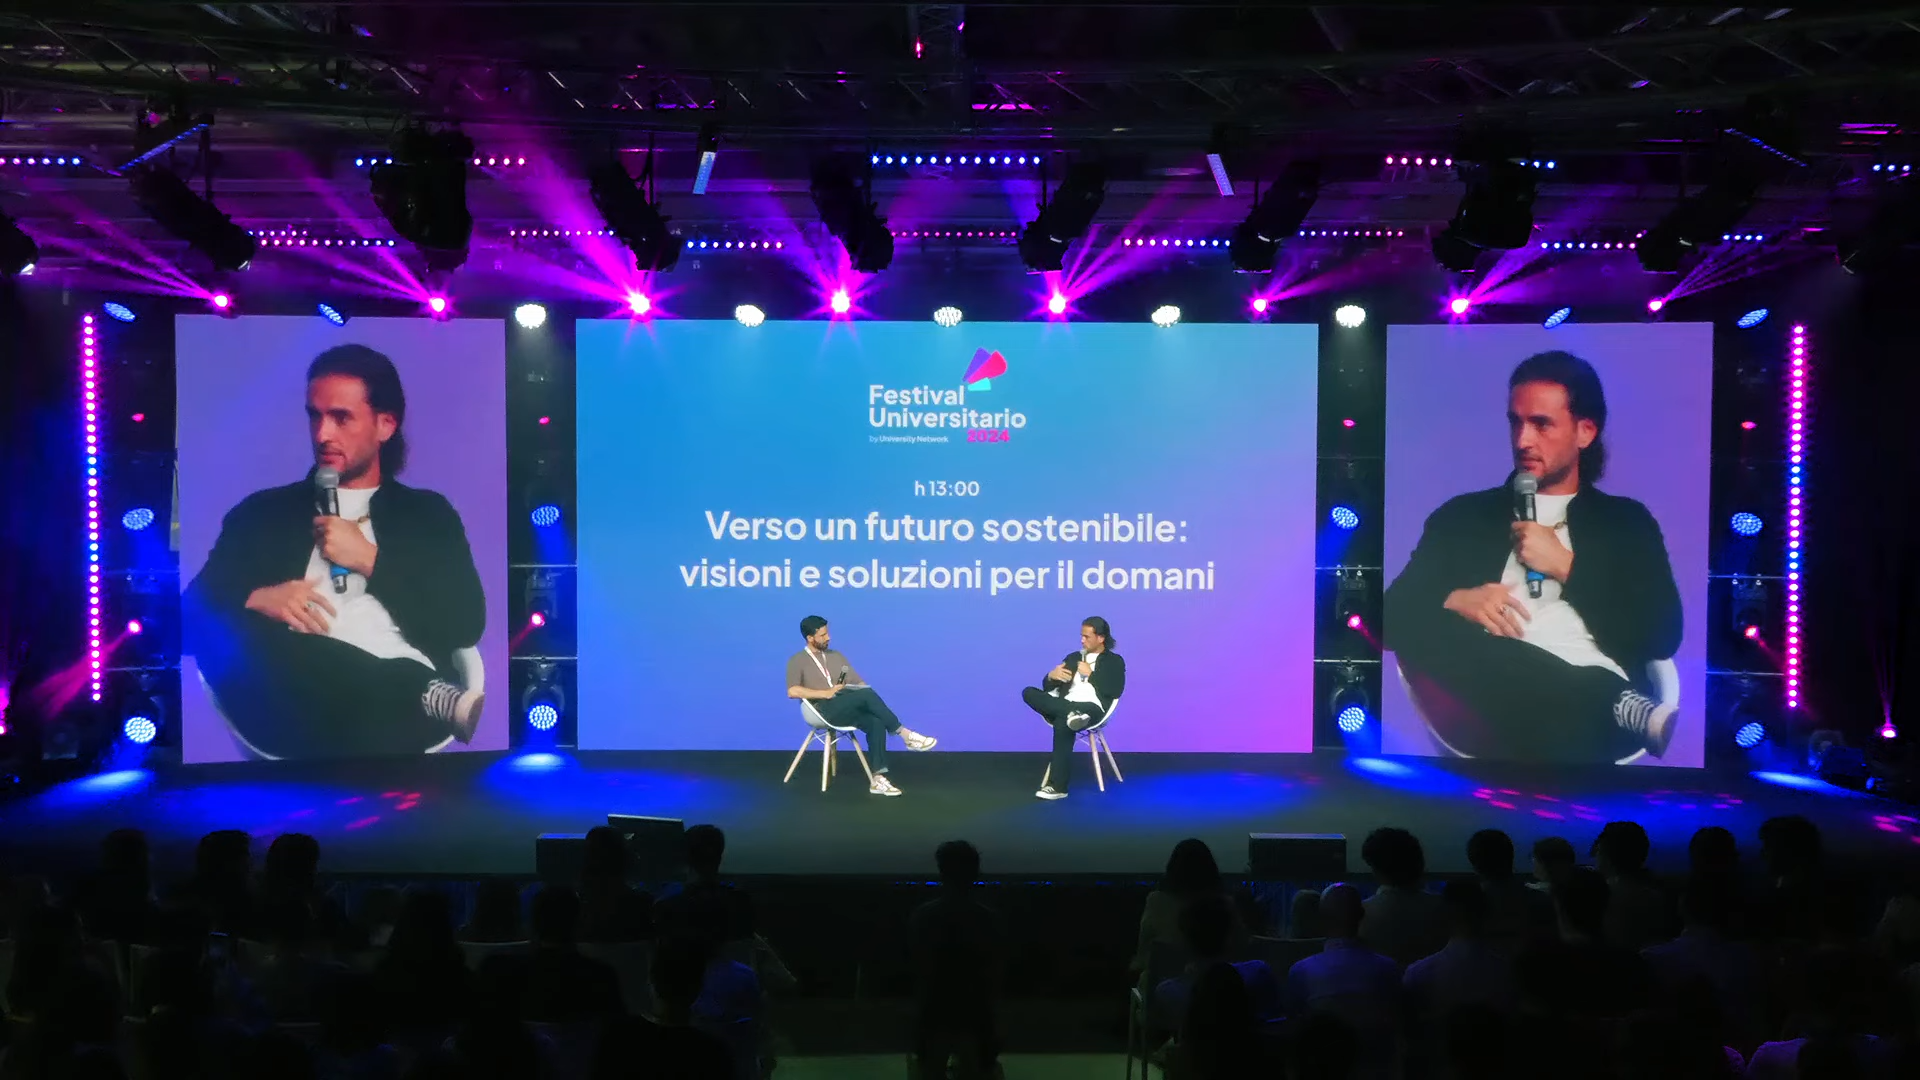 Festival
Universitario
by University Network 2024
h 13:00
Verso un futuro sostenibile:
visioni e soluzioni per il domani